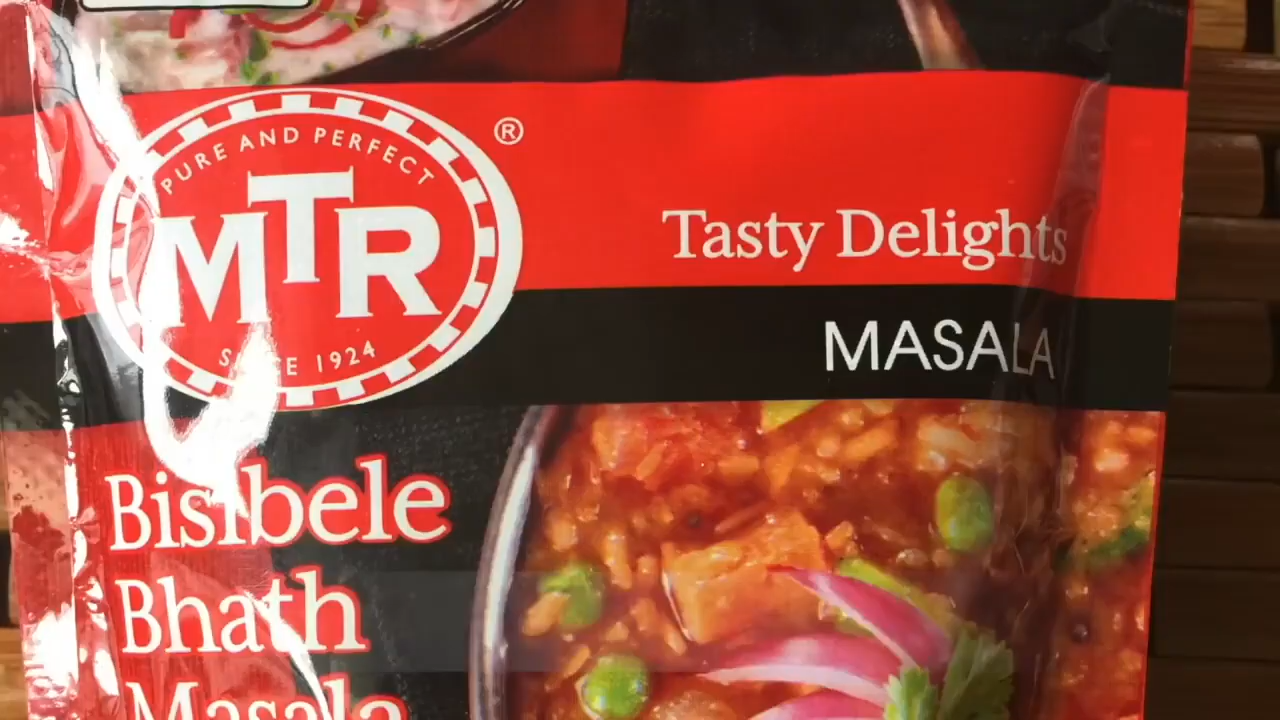 PURE AND PERFECT
MTR
®
SINCE 1924
Tasty Delights
MASALA
Bisibele
Bhath
Masala